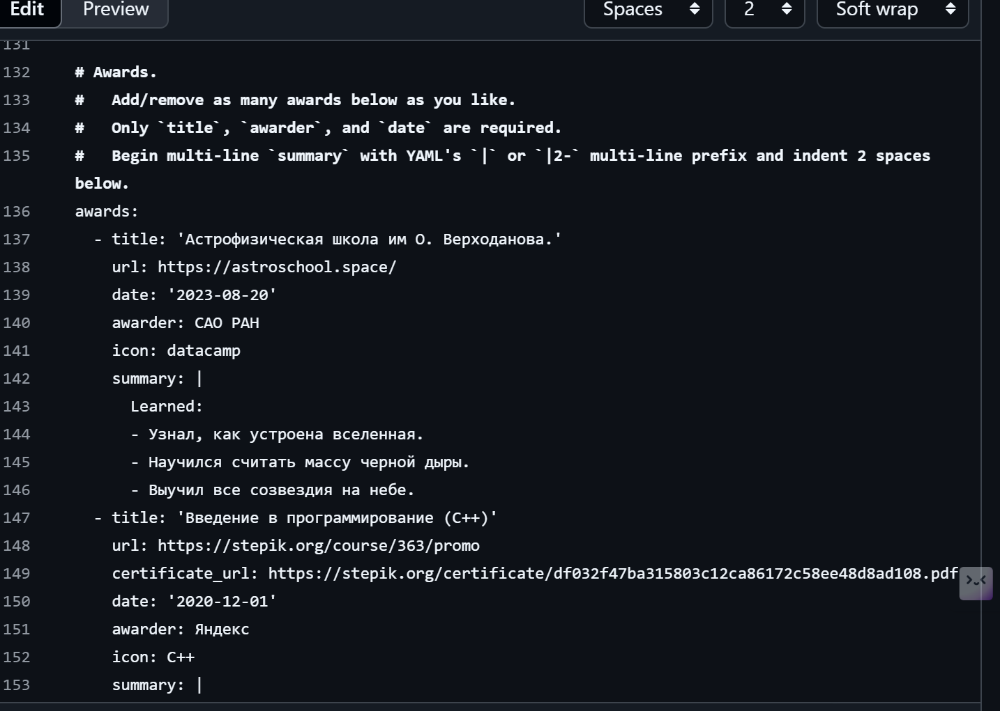 Edit Preview Spaces 2 Soft wrap
131
132 # Awards.
133 #   Add/remove as many awards below as you like.
134 #   Only `title`, `awarder`, and `date` are required.
135 #   Begin multi-line `summary` with YAML's `|` or `|2-` multi-line prefix and indent 2 spaces
below.
136 awards:
137   - title: 'Астрофизическая школа им О. Верходанова.'
138     url: https://astroschool.space/
139     date: '2023-08-20'
140     awarder: САО РАН
141     icon: datacamp
142     summary: |
143       Learned:
144       - Узнал, как устроена вселенная.
145       - Научился считать массу черной дыры.
146       - Выучил все созвездия на небе.
147   - title: 'Введение в программирование (C++)'
148     url: https://stepik.org/course/363/promo
149     certificate_url: https://stepik.org/certificate/df032f47ba315803c12ca86172c58ee48d8ad108.pdf
150     date: '2020-12-01'
151     awarder: Яндекс
152     icon: C++
153     summary: |